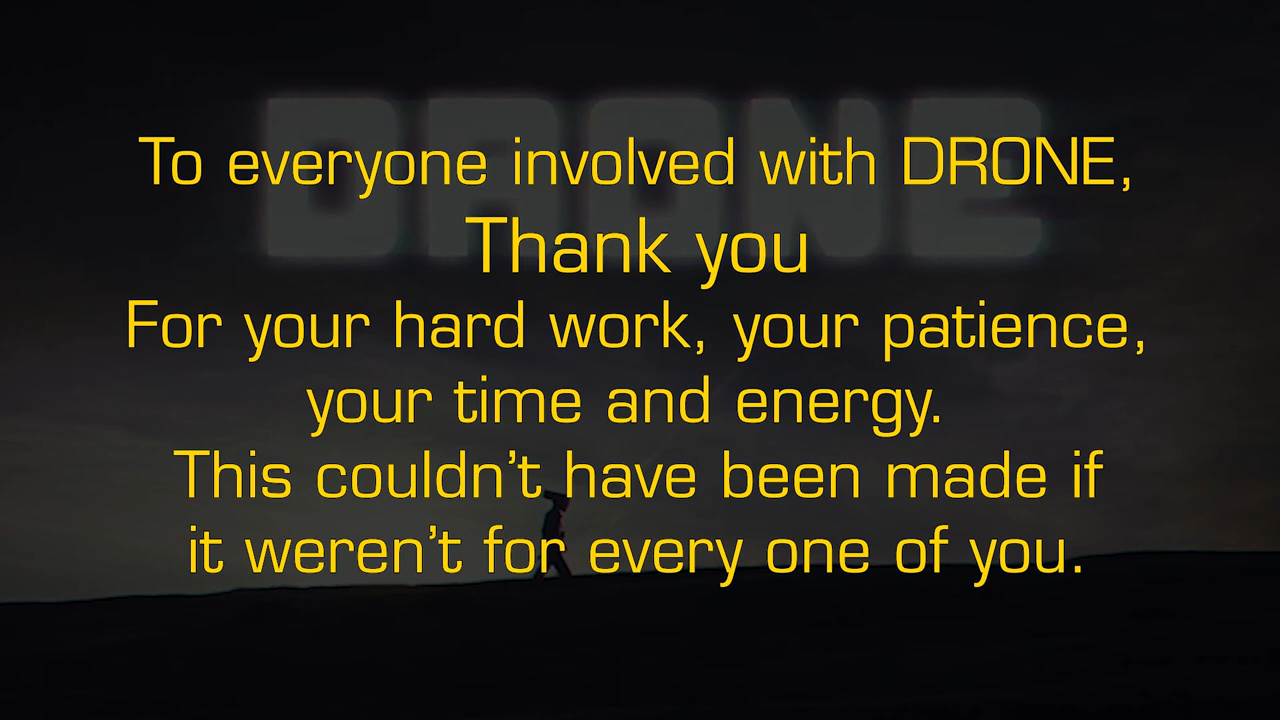 DRONE
To everyone involved with DRONE,
Thank you
For your hard work, your patience,
your time and energy.
This couldn't have been made if
it weren't for every one of you.